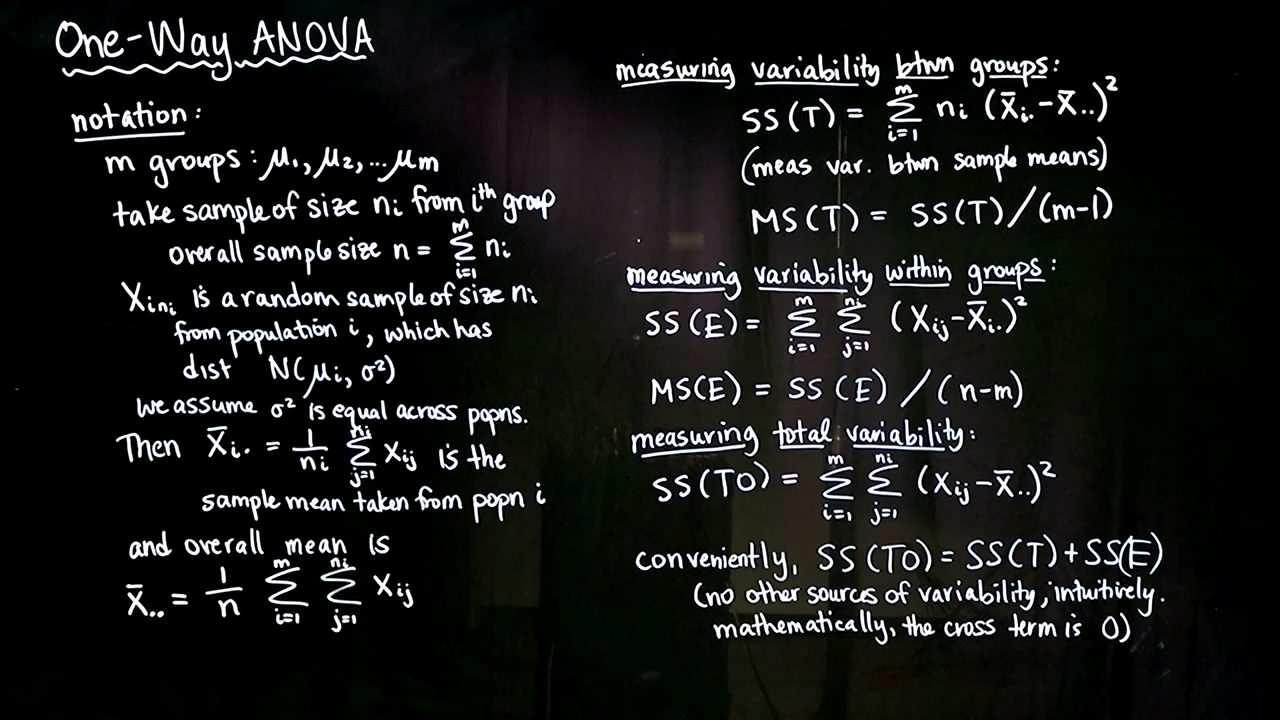 One-Way ANOVA
notation:
m groups: μ₁, μ₂, ... μm
take sample of size nᵢ from iᵗʰ group
overall sample size n = Σᵢ₌₁ᵐ nᵢ
Xᵢₙᵢ is a random sample of size nᵢ
from population i, which has
dist N(μᵢ, σ²)
we assume σ² is equal across popns.
Then X̄ᵢ. = 1/nᵢ Σⱼ₌₁ⁿⁱ Xᵢⱼ is the
sample mean taken from popn i
and overall mean is
X̄.. = 1/n Σᵢ₌₁ᵐ Σⱼ₌₁ⁿⁱ Xᵢⱼ
measuring variability btwn groups:
SS(T) = Σᵢ₌₁ᵐ nᵢ (X̄ᵢ. - X̄..)²
(meas var. btwn sample means)
MS(T) = SS(T)/(m-1)
measuring variability within groups:
SS(E) = Σᵢ₌₁ᵐ Σⱼ₌₁ⁿⁱ (Xᵢⱼ - X̄ᵢ.)²
MS(E) = SS(E)/(n-m)
measuring total variability:
SS(TO) = Σᵢ₌₁ᵐ Σⱼ₌₁ⁿⁱ (Xᵢⱼ - X̄..)²
conveniently, SS(TO) = SS(T) + SS(E)
(no other sources of variability, intuitively.
mathematically, the cross term is 0)